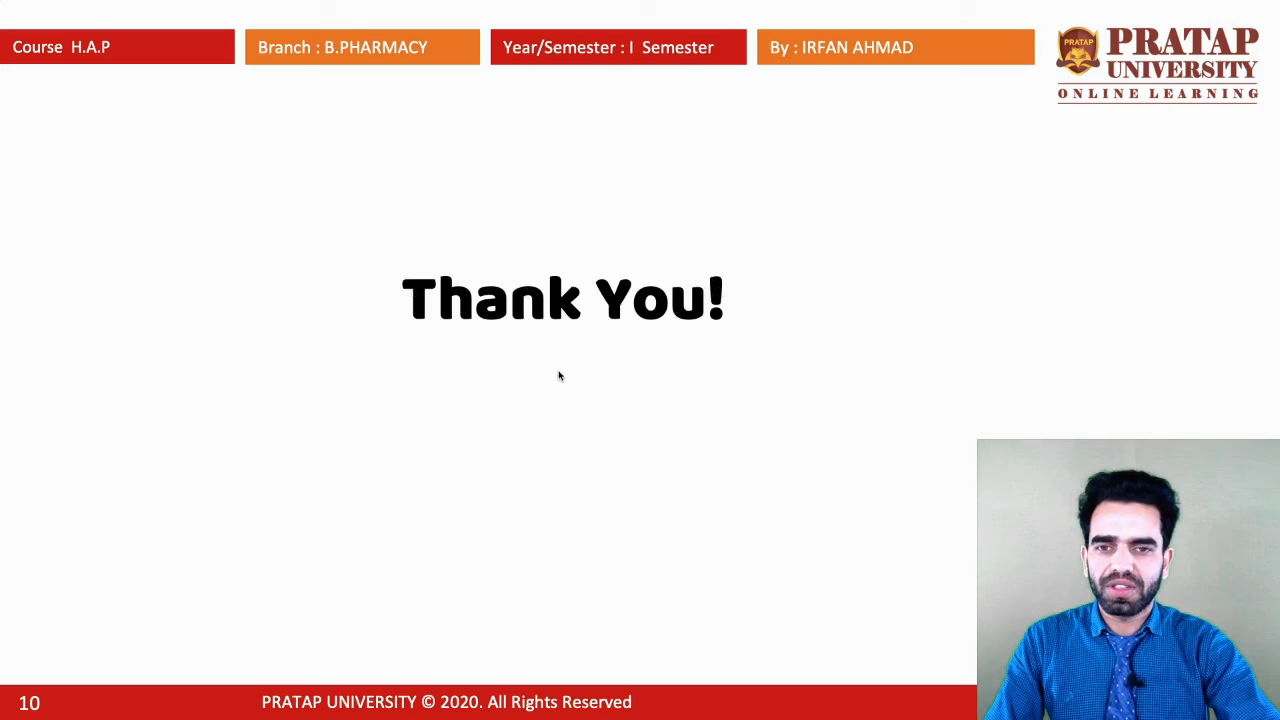 Course H.A.P
Branch : B.PHARMACY
Year/Semester : I Semester
By : IRFAN AHMAD
PRATAP
PRATAP
UNIVERSITY
ONLINE LEARNING
Thank You!
10
PRATAP UNIVERSITY © 2020. All Rights Reserved